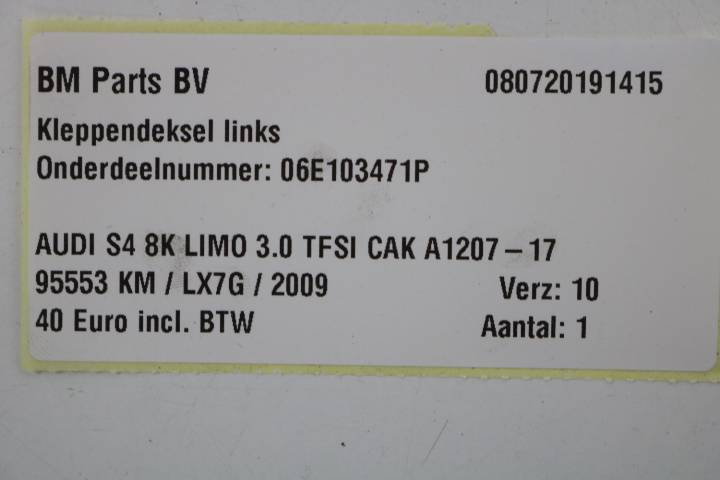 BM Parts BV 080720191415
Kleppendeksel links
Onderdeelnummer: 06E103471P
AUDI S4 8K LIMO 3.0 TFSI CAK A1207 – 17
95553 KM / LX7G / 2009 Verz: 10
40 Euro incl. BTW Aantal: 1